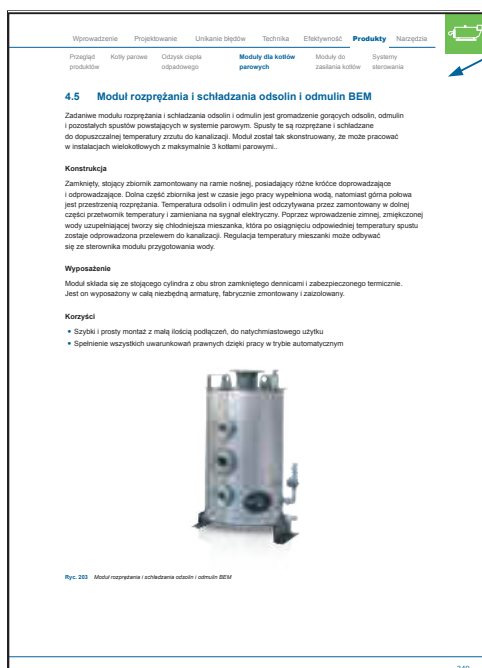 Wprowadzenie Projektowanie Unikanie błędów Technika Efektywność Produkty Narzędzia
Przegląd produktów Kotły parowe Odzysk ciepła odpadowego Moduły dla kotłów parowych Moduły do zasilania kotłów Systemy sterowania
4.5 Moduł rozprężania i schładzania odsolin i odmulin BEM
Zadaniwe modułu rozprężania i schładzania odsolin i odmulin jest gromadzenie gorących odsolin, odmulin
i pozostałych spustów powstających w systemie parowym. Spusty te są rozprężane i schładzane
do dopuszczalnej temperatury zrzutu do kanalizacji. Moduł został tak skonstruowany, że może pracować
w instalacjach wielokotłowych z maksymalnie 3 kotłami parowymi..
Konstrukcja
Zamknięty, stojący zbiornik zamontowany na ramie nośnej, posiadający różne króćce doprowadzające
i odprowadzające. Dolna część zbiornika jest w czasie jego pracy wypełniona wodą, natomiast górna połowa
jest przestrzenią rozprężania. Temperatura odsolin i odmulin jest odczytywana przez zamontowany w dolnej
części przetwornik temperatury i zamieniana na sygnał elektryczny. Poprzez wprowadzenie zimnej, zmiękczonej
wody uzupełniającej tworzy się chłodniejsza mieszanka, która po osiągnięciu odpowiedniej temperatury spustu
zostaje odprowadzona przelewem do kanalizacji. Regulacja temperatury mieszanki może odbywać
się ze sterownika modułu przygotowania wody.
Wyposażenie
Moduł składa się ze stojącego cylindra z obu stron zamkniętego dennicami i zabezpieczonego termicznie.
Jest on wyposażony w całą niezbędną armaturę, fabrycznie zmontowany i zaizolowany.
Korzyści
• Szybki i prosty montaż z małą ilością podłączeń, do natychmiastowego użytku
• Spełnienie wszystkich uwarunkowań prawnych dzięki pracy w trybie automatycznym
Ryc. 203 Moduł rozprężania i schładzania odsolin i odmulin BEM